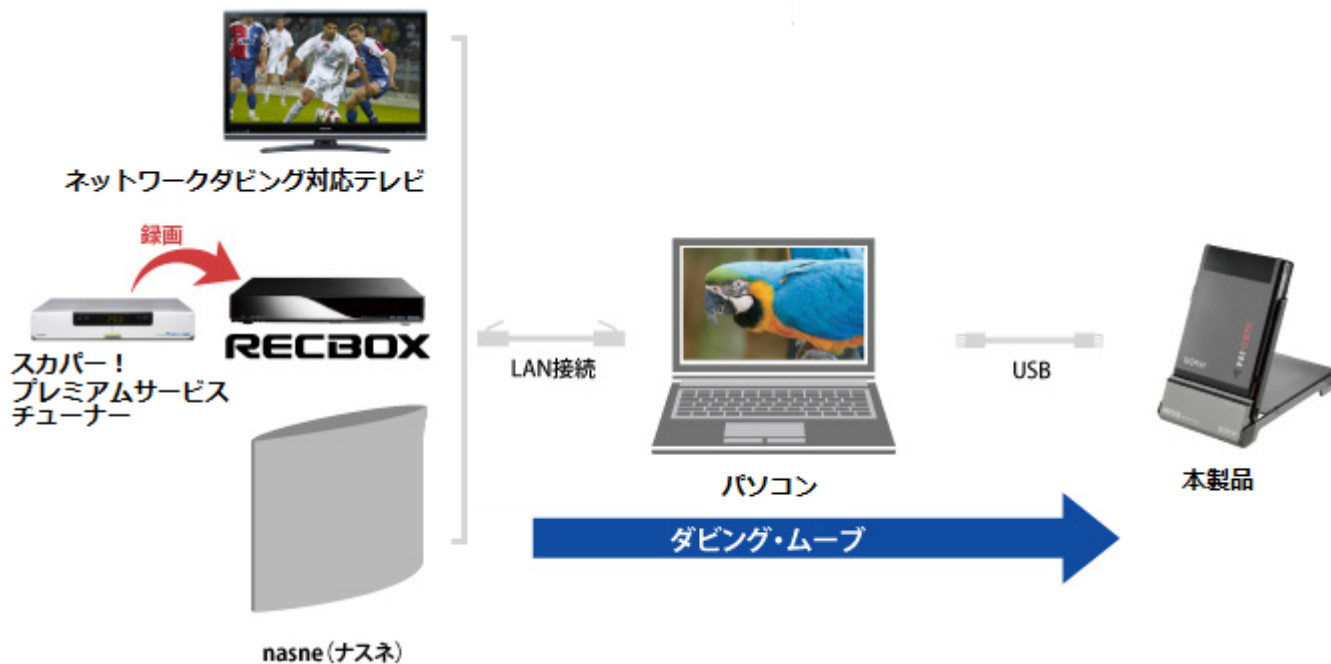 ネットワークダビング対応テレビ
録画
RECBOX
スカパー！
プレミアムサービス
チューナー
nasne(ナスネ)
LAN接続
パソコン
USB
本製品
ダビング・ムーブ